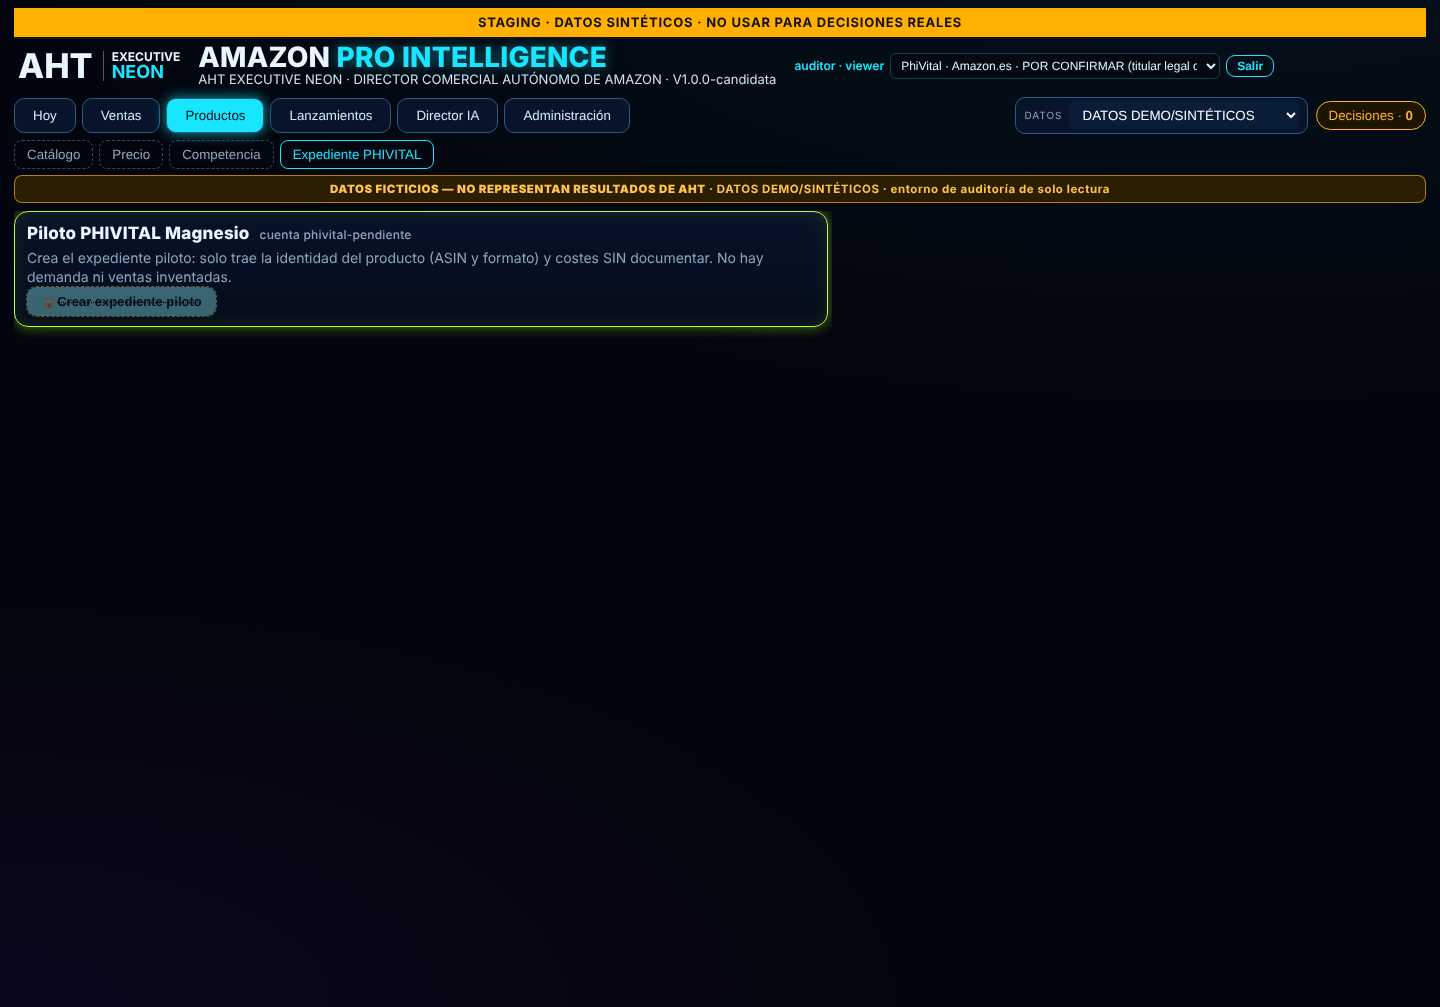 STAGING · DATOS SINTÉTICOS · NO USAR PARA DECISIONES REALES
AHT
EXECUTIVE
NEON
AMAZON PRO INTELLIGENCE
AHT EXECUTIVE NEON · DIRECTOR COMERCIAL AUTÓNOMO DE AMAZON · V1.0.0-candidata
auditor · viewer
PhiVital · Amazon.es · POR CONFIRMAR (titular legal c
Salir
Hoy
Ventas
Productos
Lanzamientos
Director IA
Administración
DATOS
DATOS DEMO/SINTÉTICOS
Decisiones · 0
Catálogo
Precio
Competencia
Expediente PHIVITAL
DATOS FICTICIOS — NO REPRESENTAN RESULTADOS DE AHT · DATOS DEMO/SINTÉTICOS · entorno de auditoría de solo lectura
Piloto PHIVITAL Magnesio cuenta phivital-pendiente
Crea el expediente piloto: solo trae la identidad del producto (ASIN y formato) y costes SIN documentar. No hay
demanda ni ventas inventadas.
Crear expediente piloto